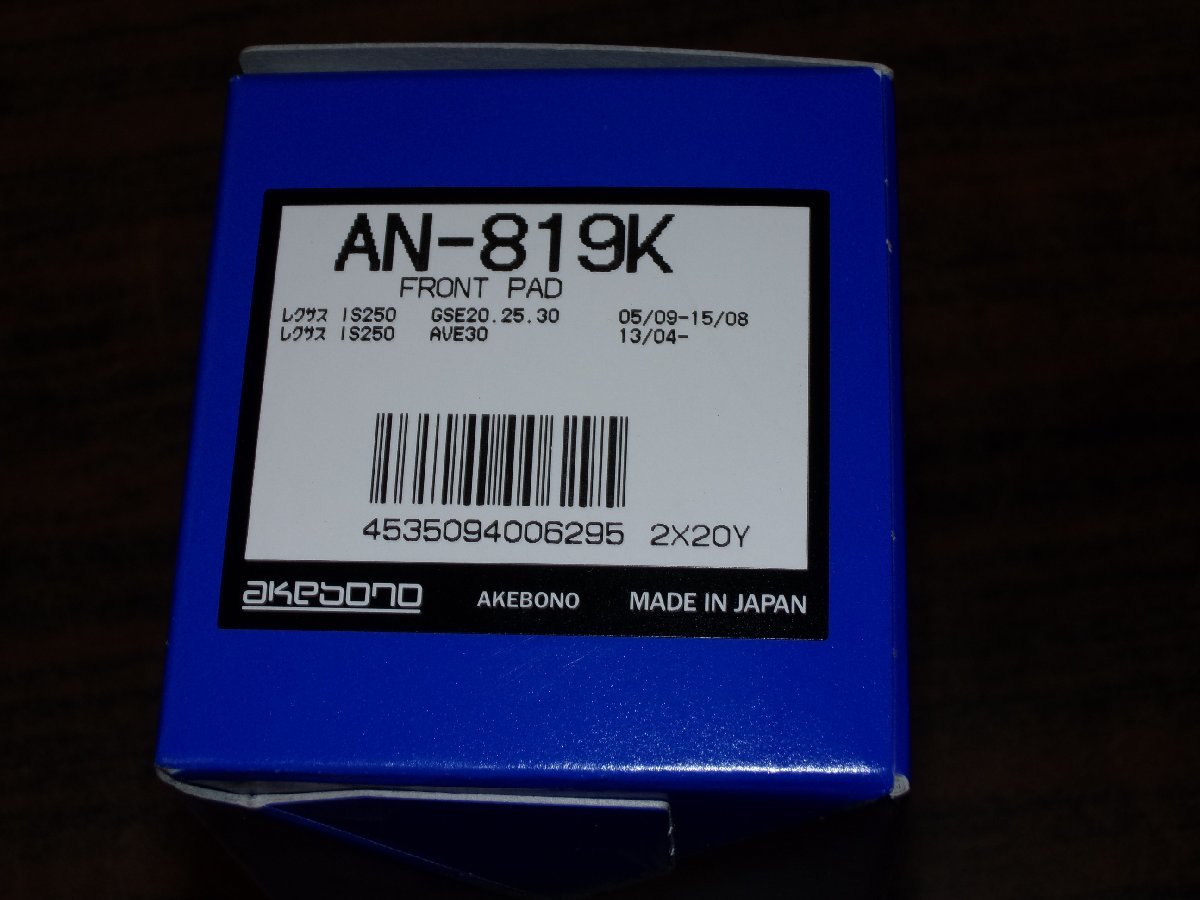 AN-819K
FRONT PAD
レクサス IS250 GSE20.25.30 05/09-15/08
レクサス IS250 AVE30 13/04-
4535094006295 2X20Y
akebono AKEBONO MADE IN JAPAN